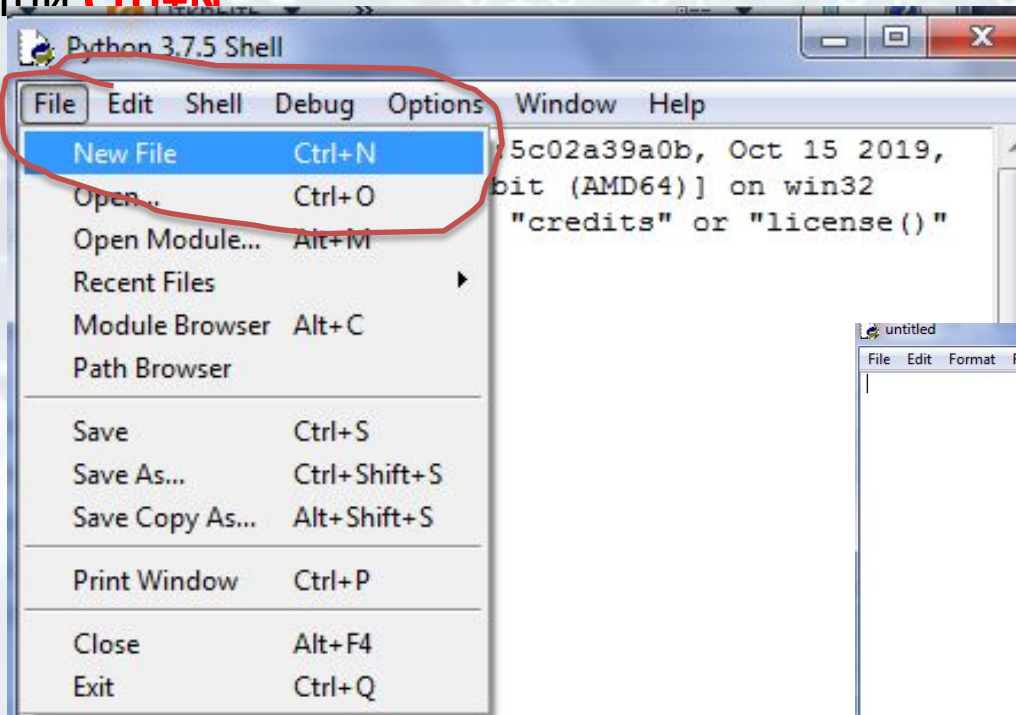 Ctrl+N
Python 3.7.5 Shell
File Edit Shell Debug Options Window Help
New File Ctrl+N
Open... Ctrl+O
Open Module... Alt+M
Recent Files
Module Browser Alt+C
Path Browser
Save Ctrl+S
Save As... Ctrl+Shift+S
Save Copy As... Alt+Shift+S
Print Window Ctrl+P
Close Alt+F4
Exit Ctrl+Q
:5c02a39a0b, Oct 15 2019,
bit (AMD64)] on win32
"credits" or "license()"
untitled
File Edit Format